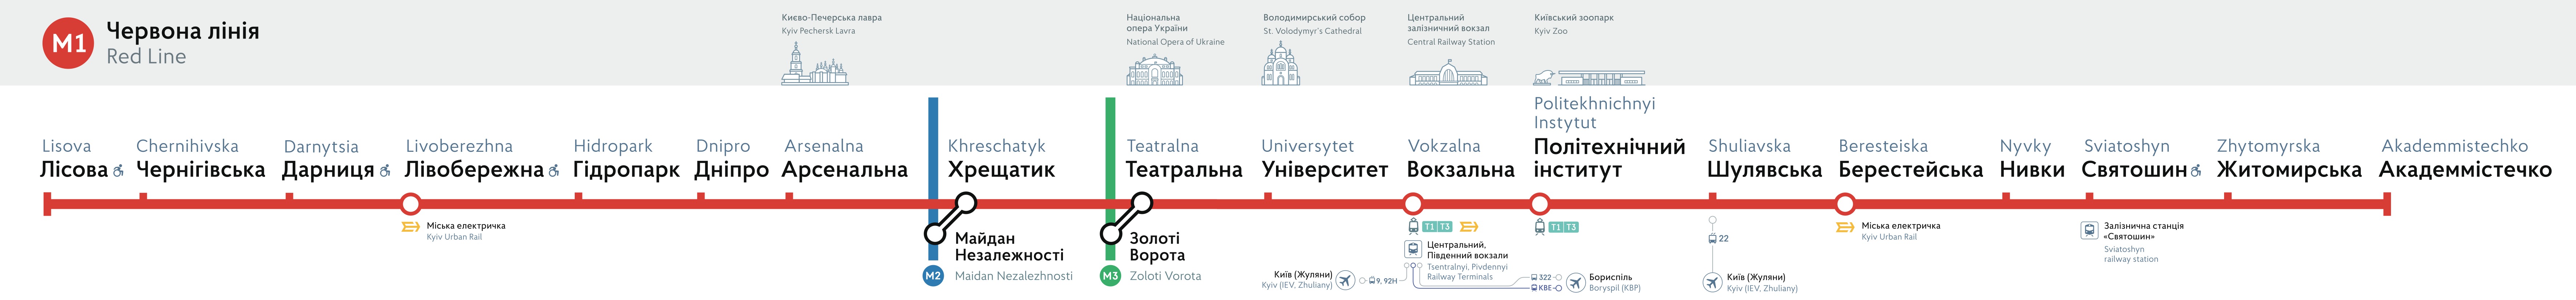 M1
Червона лінія
Red Line
Києво-Печерська лавра
Kyiv Pechersk Lavra
Національна
опера України
National Opera of Ukraine
Володимирський собор
St. Volodymyr's Cathedral
Центральний
залізничний вокзал
Central Railway Station
Київський зоопарк
Kyiv Zoo
Lisova
Лісова
Chernihivska
Чернігівська
Darnytsia
Дарниця
Livoberezhna
Лівобережна
Міська електричка
Kyiv Urban Rail
Hidropark
Гідропарк
Dnipro
Дніпро
Arsenalna
Арсенальна
Khreschatyk
Хрещатик
Майдан
Незалежності
M2
Maidan Nezalezhnosti
Teatralna
Театральна
Золоті
Ворота
M3
Zoloti Vorota
Universytet
Університет
Vokzalna
Вокзальна
T1 T3
Центральний,
Південний вокзали
Tsentralnyi, Pivdennyi
Railway Terminals
Київ (Жуляни)
Kyiv (IEV, Zhuliany)
9, 92H
322
KBE
Бориспіль
Boryspil (KBP)
Politekhnichnyi
Instytut
Політехнічний
інститут
T1 T3
Shuliavska
Шулявська
22
Київ (Жуляни)
Kyiv (IEV, Zhuliany)
Beresteiska
Берестейська
Міська електричка
Kyiv Urban Rail
Nyvky
Нивки
Sviatoshyn
Святошин
Залізнична станція
«Святошин»
Sviatoshyn
railway station
Zhytomyrska
Житомирська
Akademmistechko
Академмістечко